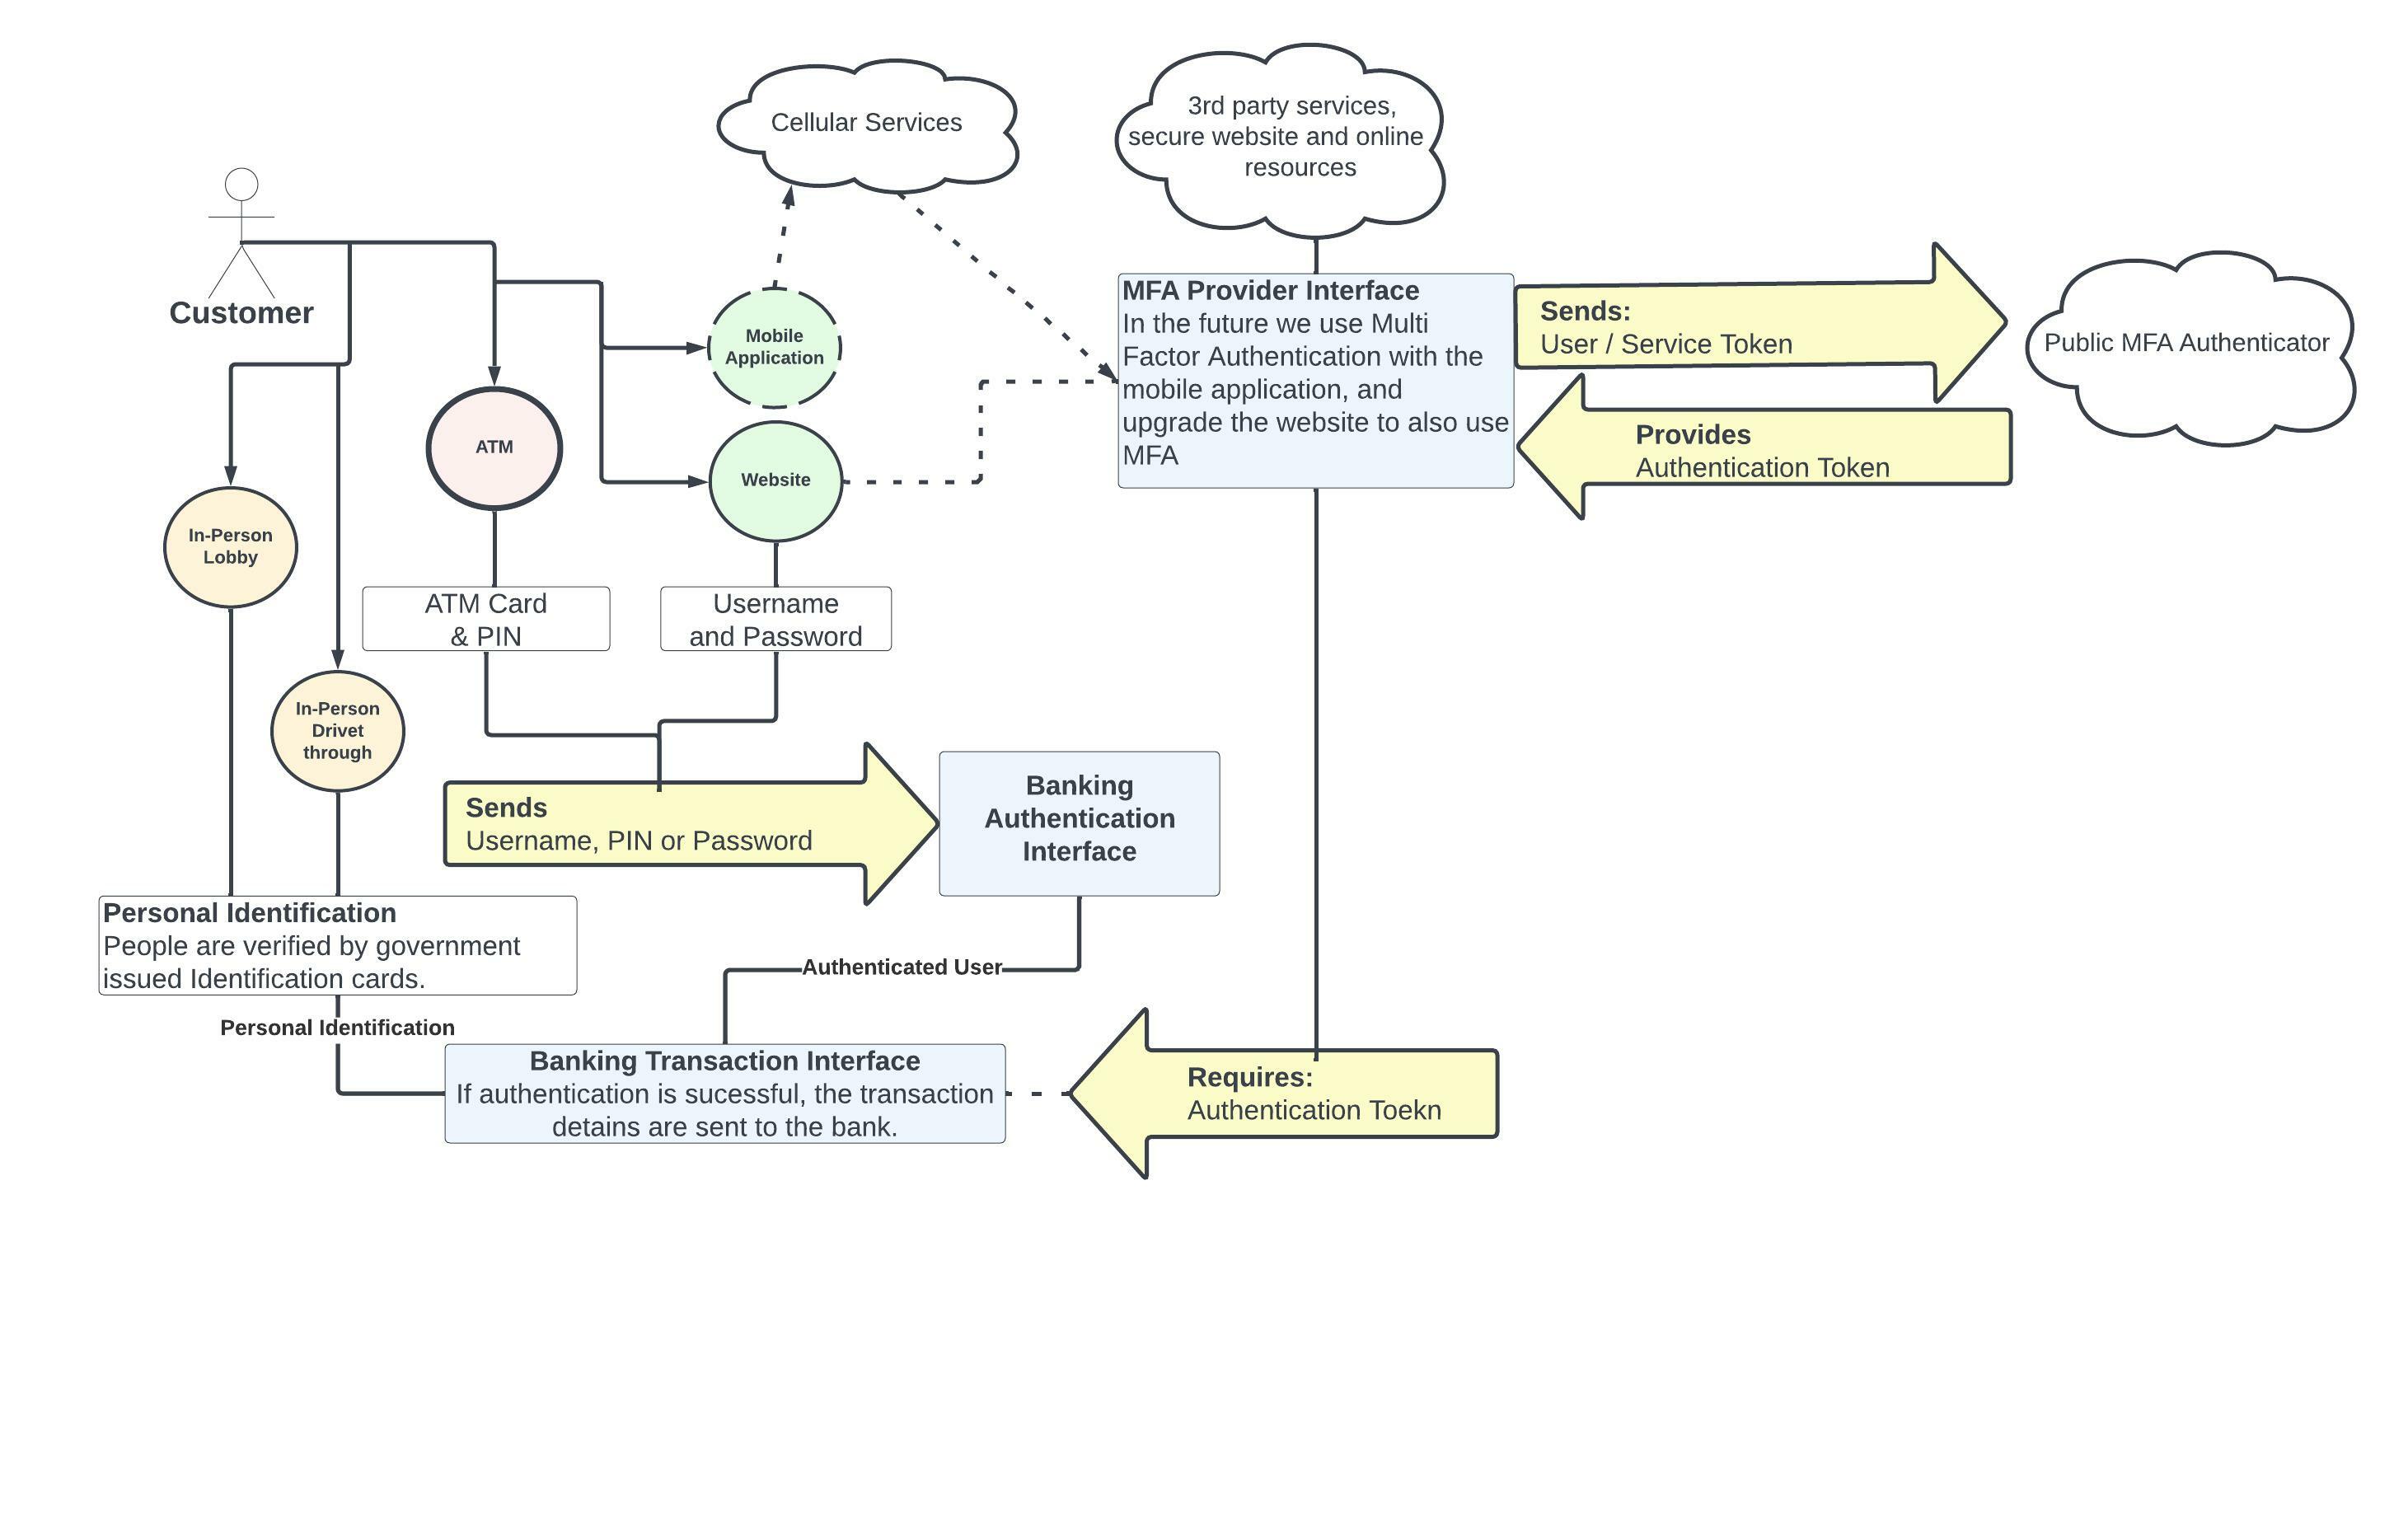 Cellular Services
3rd party services,
secure website and online
resources
Customer
MFA Provider Interface
In the future we use Multi
Factor Authentication with the
mobile application, and
upgrade the website to also use
MFA
Sends:
User / Service Token
Public MFA Authenticator
Provides
Authentication Token
Mobile
Application
ATM
Website
In-Person
Lobby
ATM Card
& PIN
Username
and Password
In-Person
Drivet
through
Sends
Username, PIN or Password
Banking
Authentication
Interface
Personal Identification
People are verified by government
issued Identification cards.
Authenticated User
Personal Identification
Banking Transaction Interface
If authentication is sucessful, the transaction
detains are sent to the bank.
Requires:
Authentication Toekn